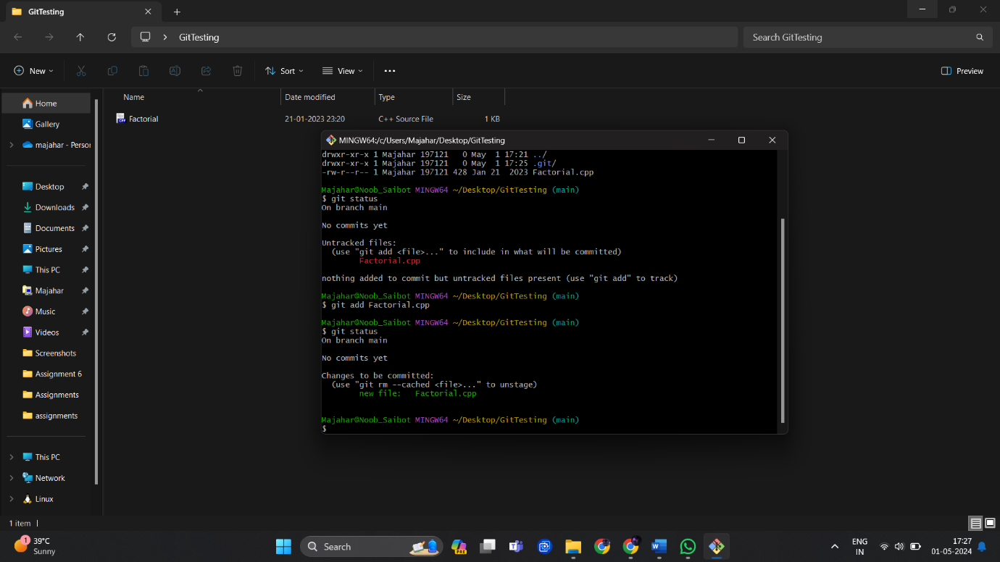 GitTesting
GitTesting
Search GitTesting
New
Sort
View
Preview
Name
Date modified
Type
Size
Factorial
21-01-2023 23:20
C++ Source File
1 KB
Home
Gallery
majahar - Person
Desktop
Downloads
Documents
Pictures
This PC
Majahar
Music
Videos
Screenshots
Assignment 6
Assignments
assignments
This PC
Network
Linux
1 item
MINGW64:/c/Users/Majahar/Desktop/GitTesting
drwxr-xr-x 1 Majahar 197121   0 May  1 17:21 ../
drwxr-xr-x 1 Majahar 197121   0 May  1 17:25 .git/
-rw-r--r-- 1 Majahar 197121 428 Jan 21  2023 Factorial.cpp
Majahar@Noob_Saibot MINGW64 ~/Desktop/GitTesting (main)
$ git status
On branch main
No commits yet
Untracked files:
  (use "git add <file>..." to include in what will be committed)
        Factorial.cpp
nothing added to commit but untracked files present (use "git add" to track)
Majahar@Noob_Saibot MINGW64 ~/Desktop/GitTesting (main)
$ git add Factorial.cpp
Majahar@Noob_Saibot MINGW64 ~/Desktop/GitTesting (main)
$ git status
On branch main
No commits yet
Changes to be committed:
  (use "git rm --cached <file>..." to unstage)
        new file:   Factorial.cpp
Majahar@Noob_Saibot MINGW64 ~/Desktop/GitTesting (main)
$
1
39°C
Sunny
Search
PRE
ENG
IN
17:27
01-05-2024